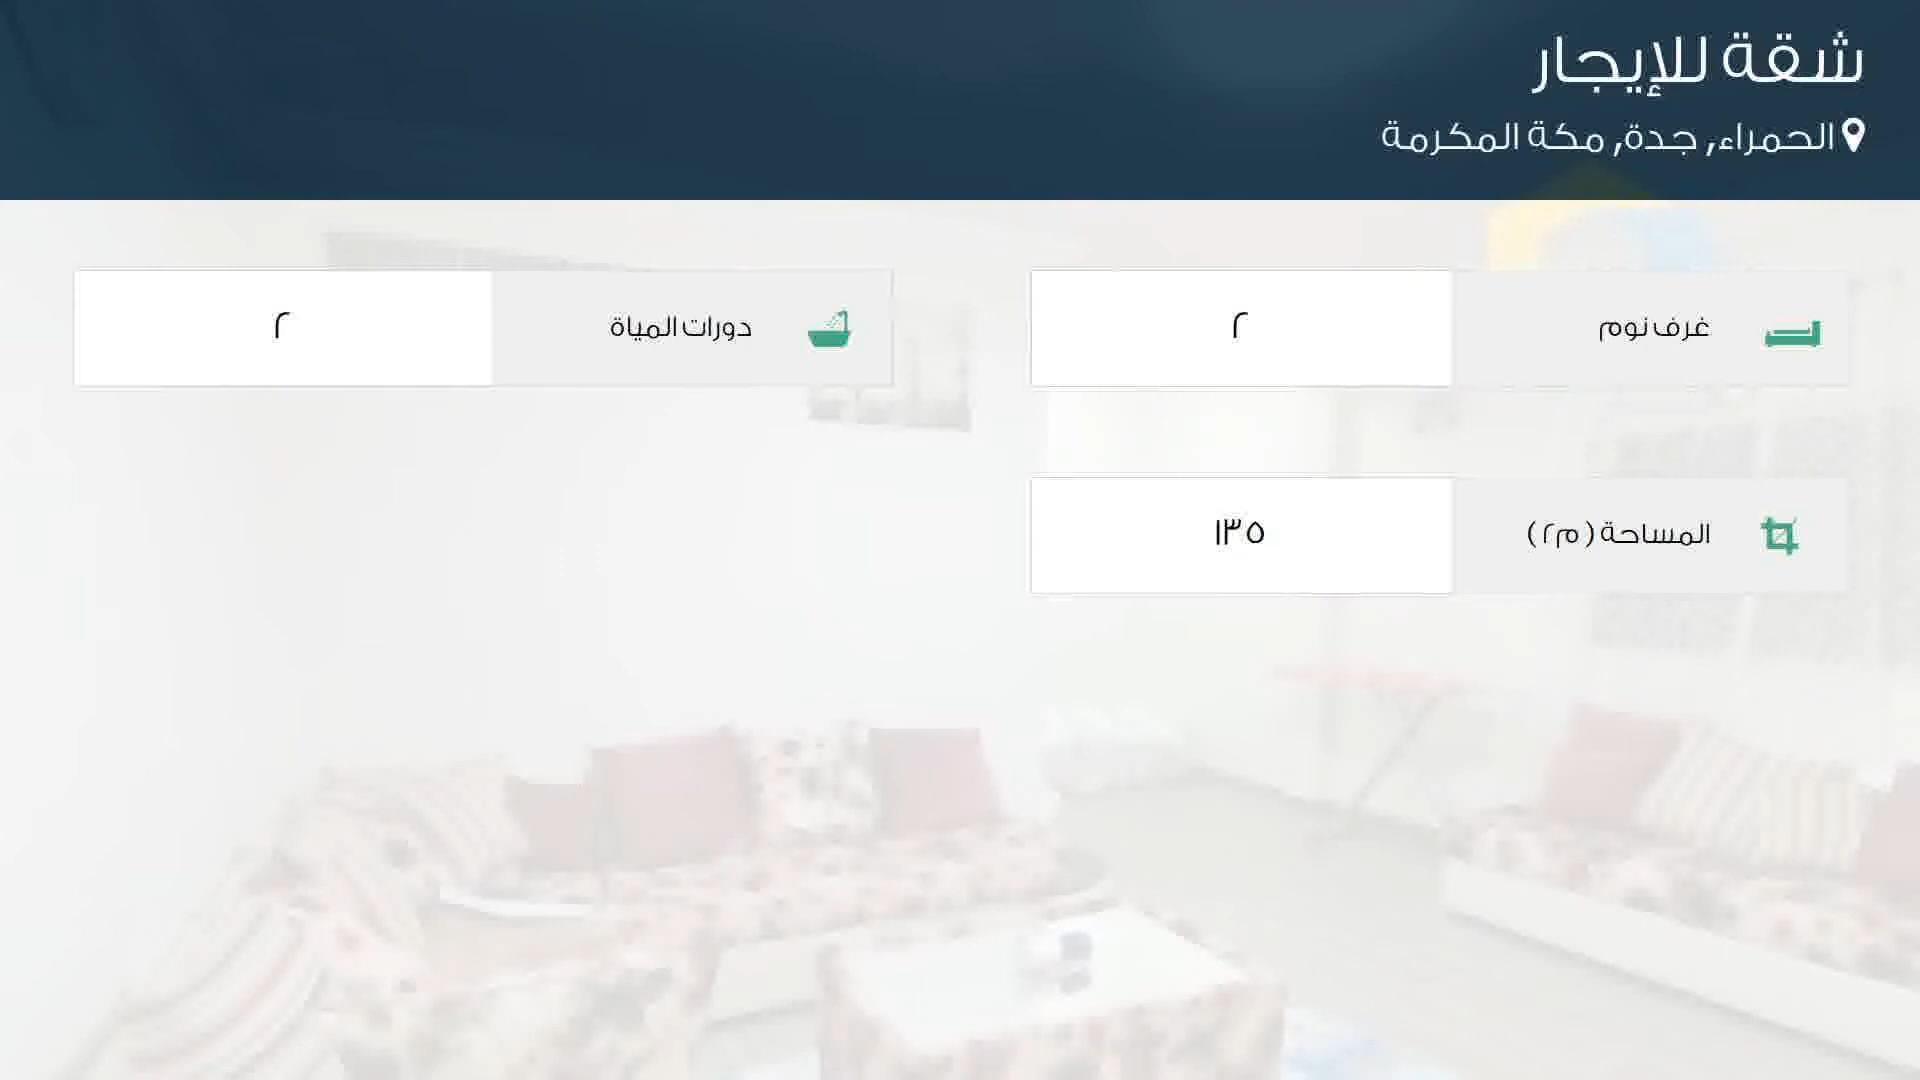 شقة للإيجار
الحمراء, جدة, مكة المكرمة
غرف نوم
٢
دورات المياة
٢
المساحة (م٢)
١٣٥